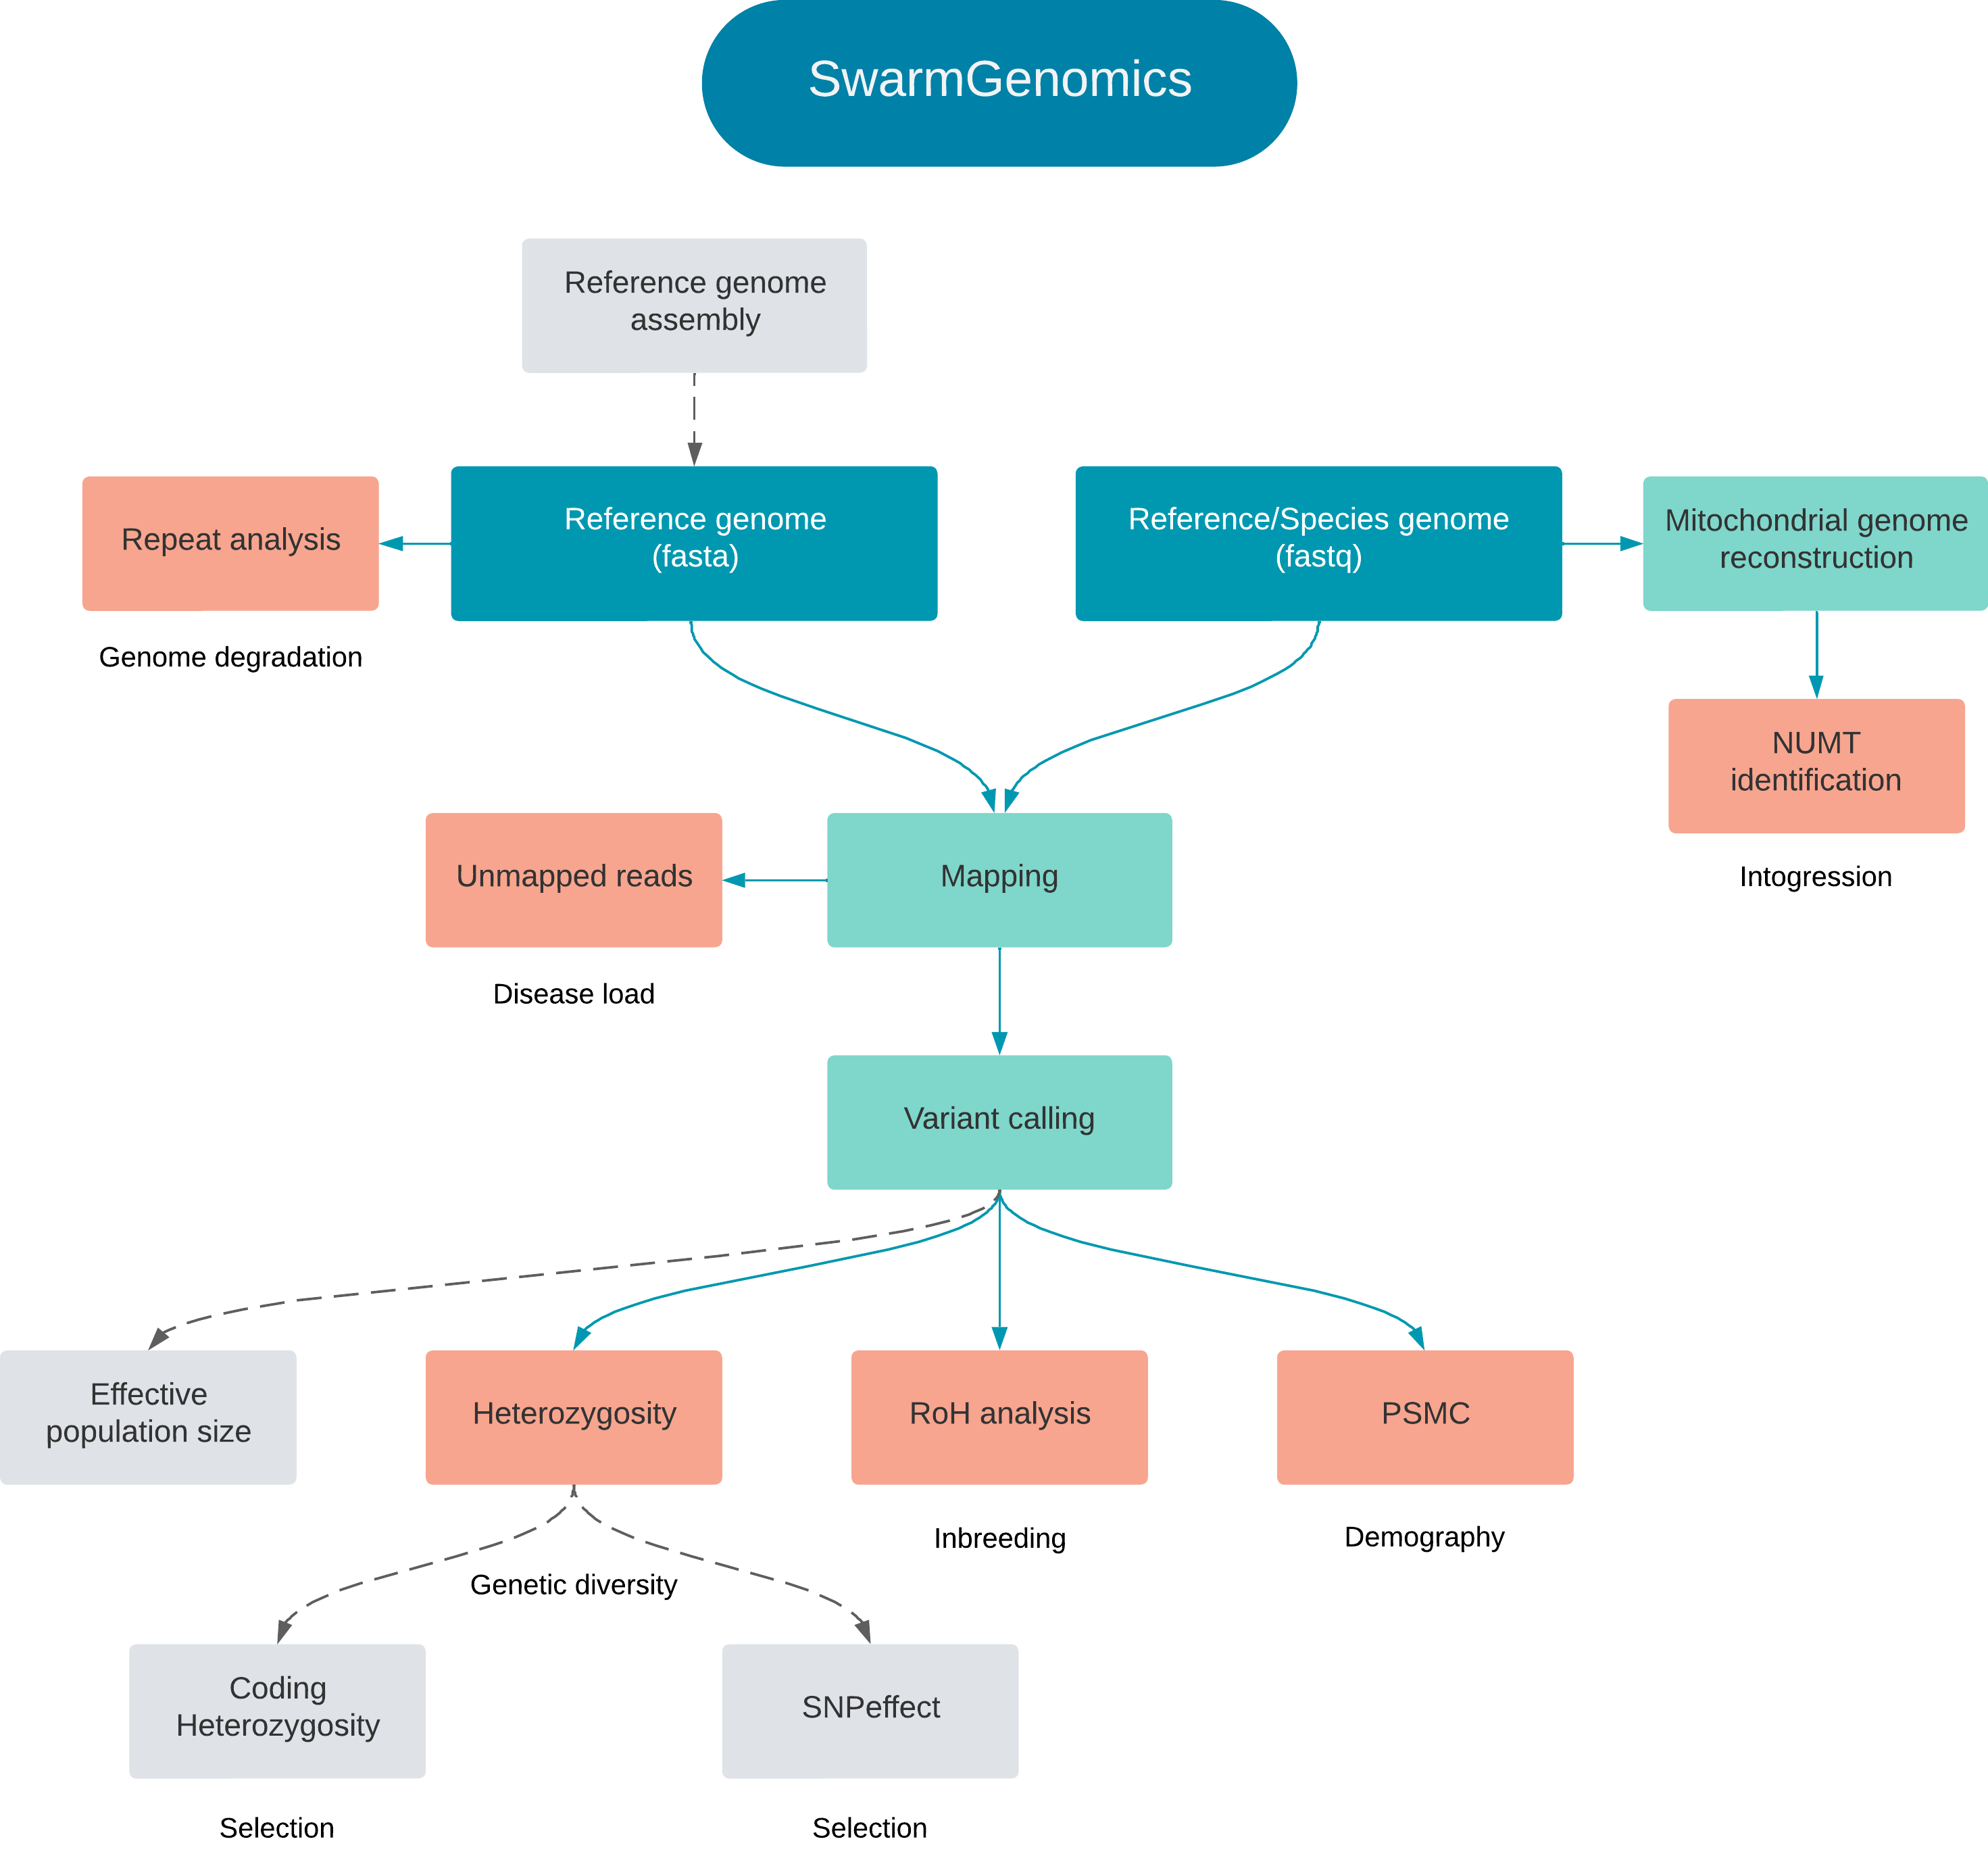 SwarmGenomics
Reference genome
assembly
Repeat analysis
Genome degradation
Reference genome
(fasta)
Reference/Species genome
(fastq)
Mitochondrial genome
reconstruction
NUMT
identification
Intogression
Unmapped reads
Disease load
Mapping
Variant calling
Effective
population size
Heterozygosity
Genetic diversity
RoH analysis
Inbreeding
PSMC
Demography
Coding
Heterozygosity
Selection
SNPeffect
Selection